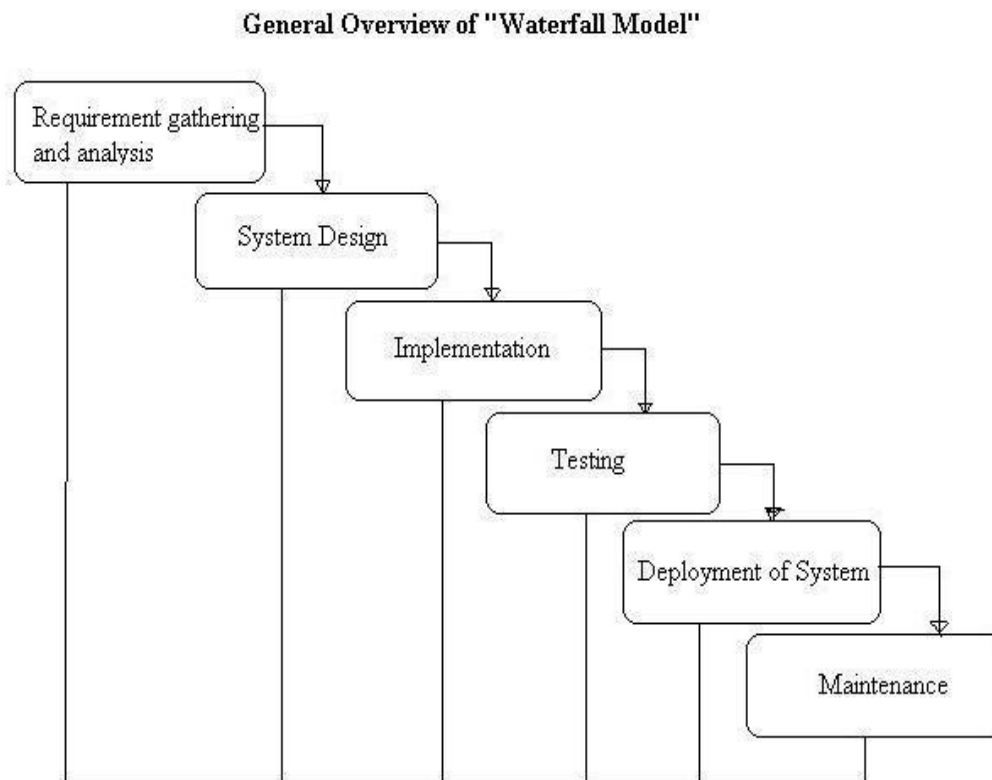 General Overview of "Waterfall Model"
Requirement gathering
and analysis
System Design
Implementation
Testing
Deployment of System
Maintenance